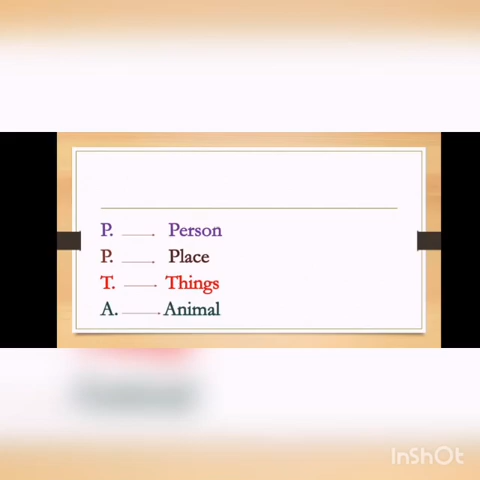 P. Person
P. Place
T. Things
A. Animal
InShOt